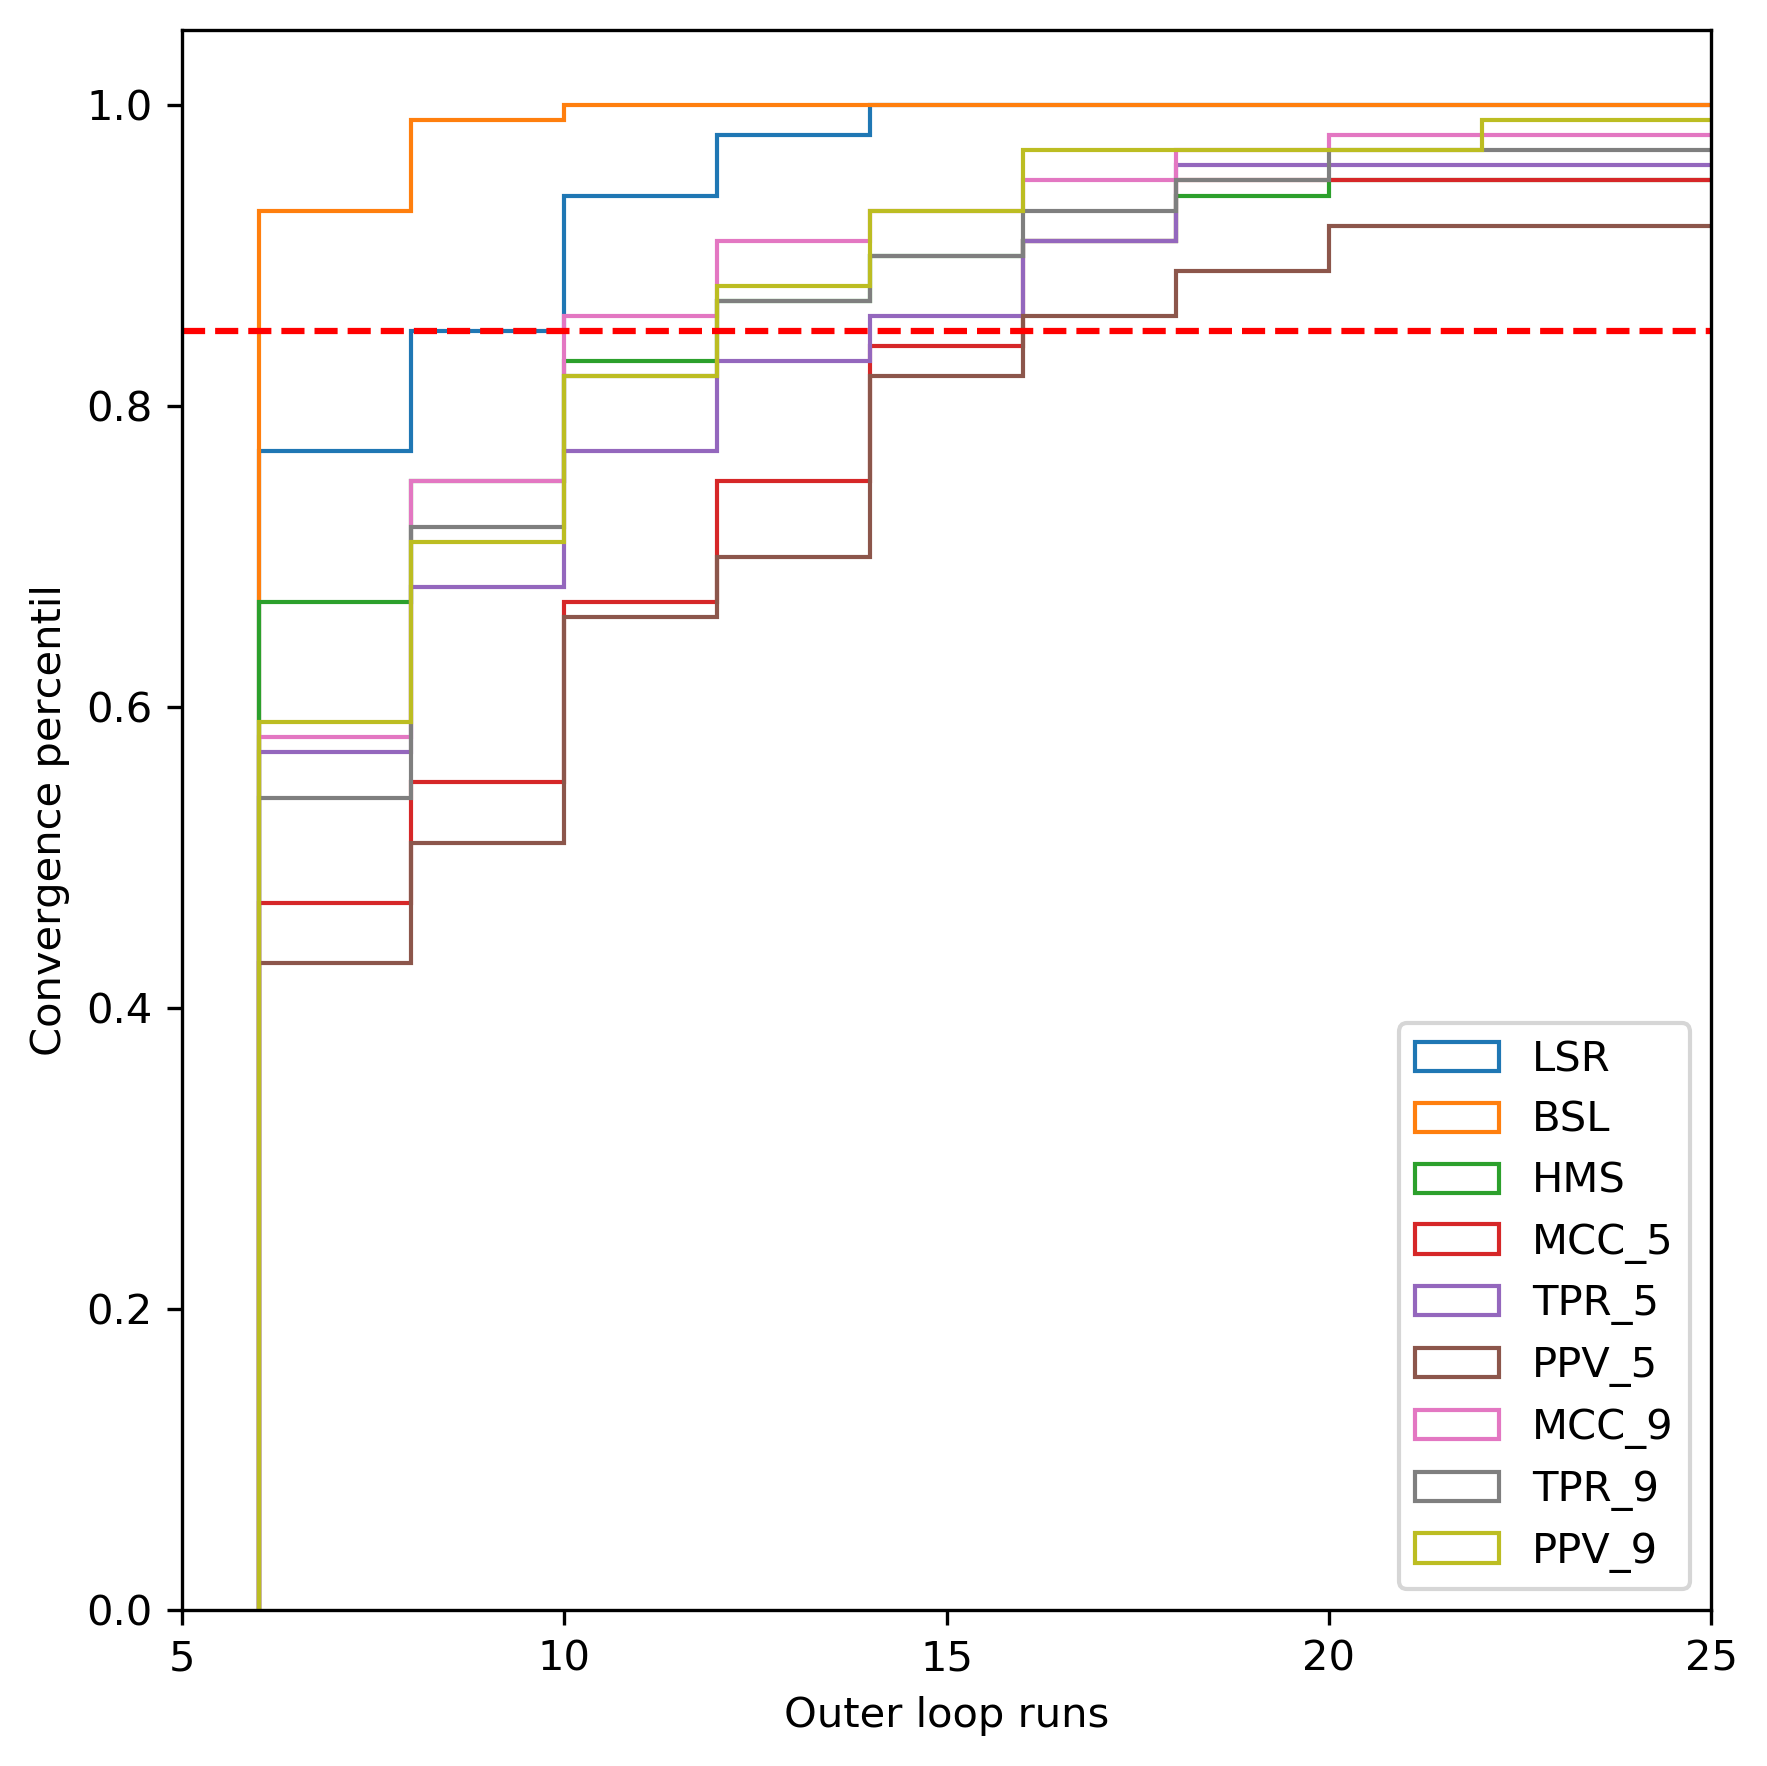 1.0
0.8
0.6
0.4
0.2
0.0
Convergence percentil
5 10 15 20 25
Outer loop runs
LSR
BSL
HMS
MCC_5
TPR_5
PPV_5
MCC_9
TPR_9
PPV_9